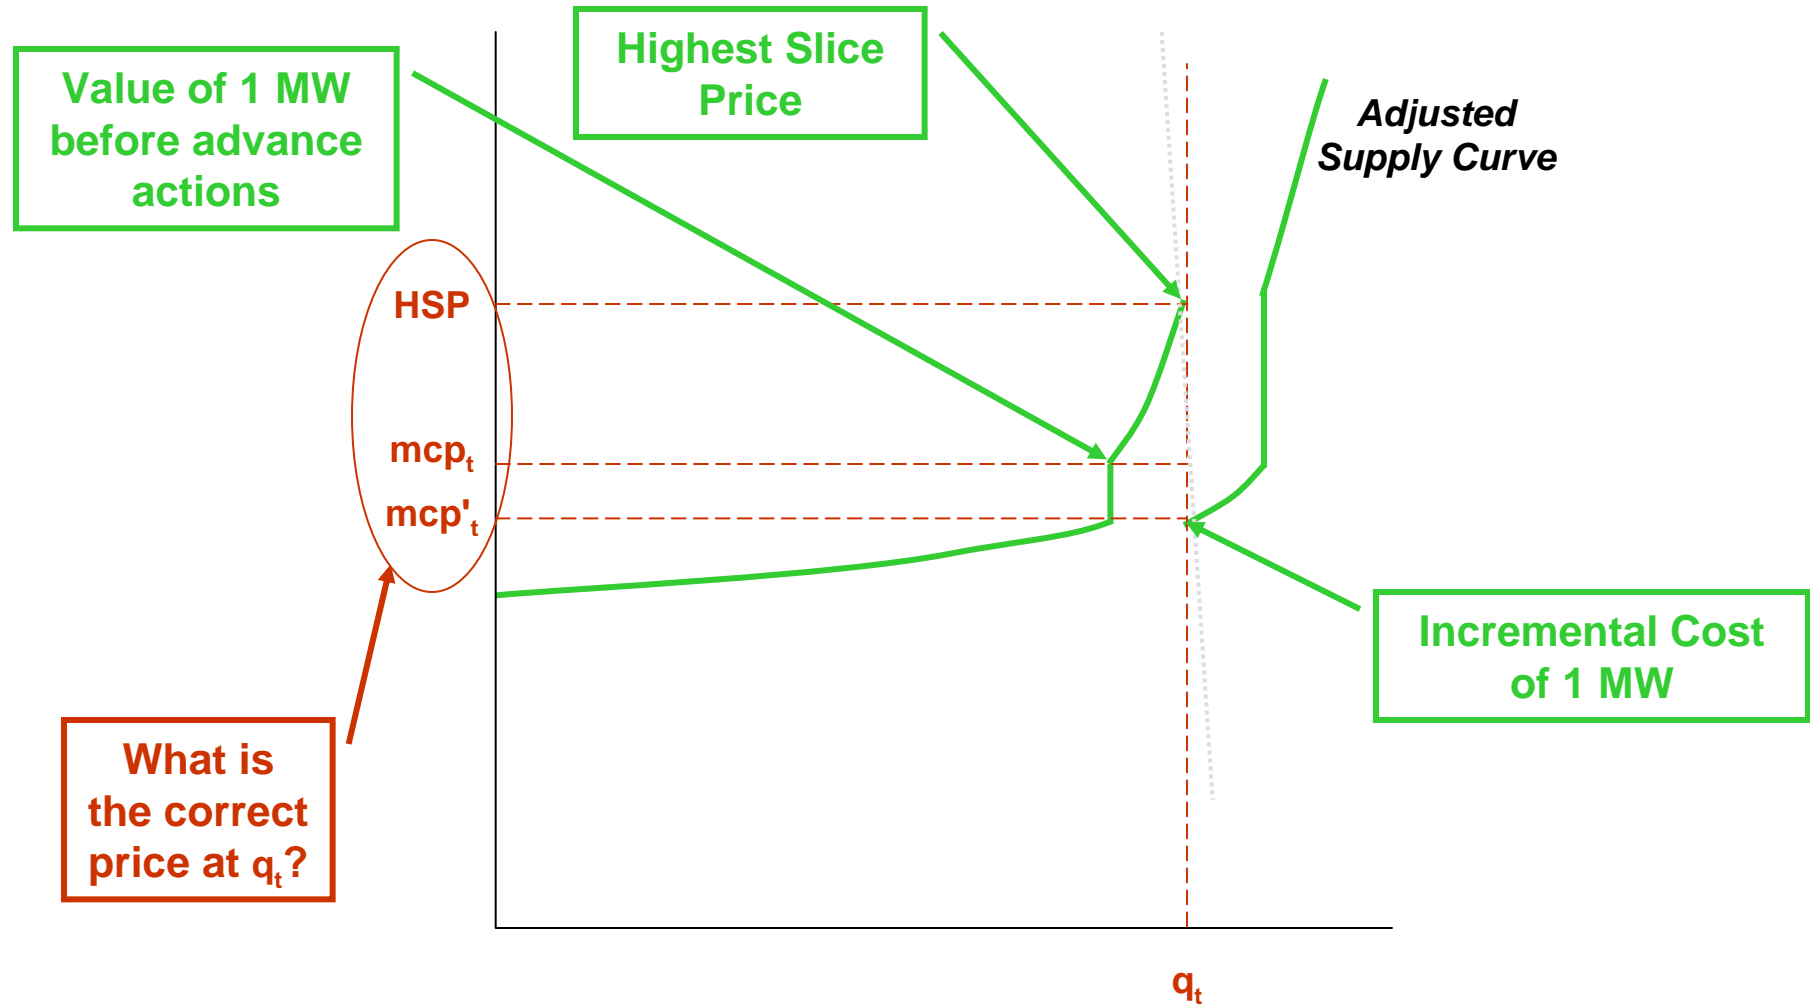 Highest Slice
Price
Value of 1 MW
before advance
actions
Adjusted
Supply Curve
HSP
mcpt
mcp't
Incremental Cost
of 1 MW
What is
the correct
price at qt?
qt